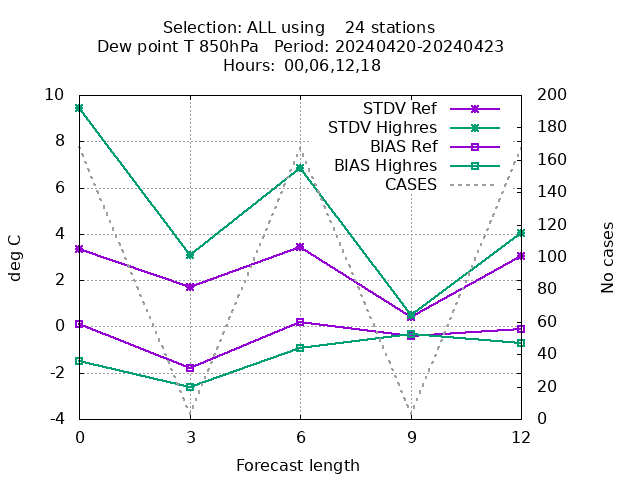 Selection: ALL using    24 stations
Dew point T 850hPa   Period: 20240420-20240423
Hours: 00,06,12,18
10
8
6
4
2
0
-2
-4
200
180
160
140
120
100
80
60
40
20
0
STDV Ref
STDV Highres
BIAS Ref
BIAS Highres
CASES
deg C
No cases
0 3 6 9 12
Forecast length